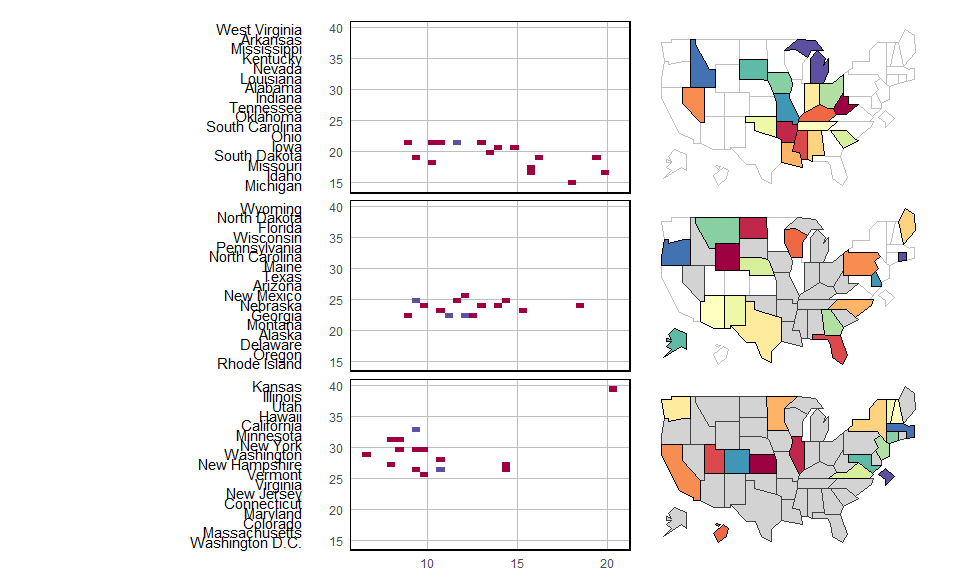 West Virginia
Arkansas
Mississippi
Kentucky
Nevada
Louisiana
Alabama
Indiana
Tennessee
Oklahoma
South Carolina
Ohio
Iowa
South Dakota
Missouri
Idaho
Michigan
40
35
30
25
20
15
Wyoming
North Dakota
Florida
Wisconsin
Pennsylvania
North Carolina
Maine
Texas
Arizona
New Mexico
Nebraska
Georgia
Montana
Alaska
Delaware
Oregon
Rhode Island
40
35
30
25
20
15
Kansas
Illinois
Utah
Hawaii
California
Minnesota
New York
Washington
New Hampshire
Vermont
Virginia
New Jersey
Connecticut
Maryland
Colorado
Massachusetts
Washington D.C.
40
35
30
25
20
15
10 15 20